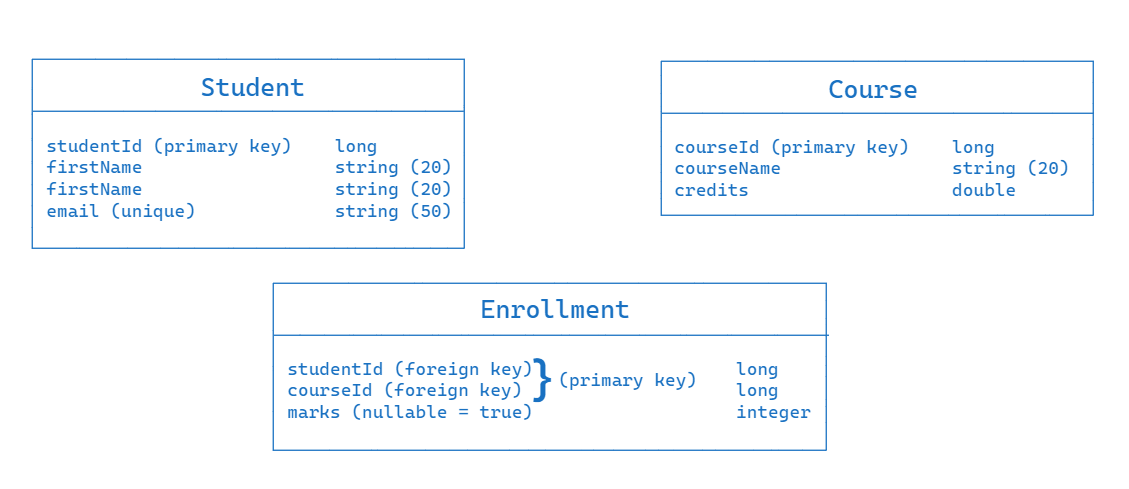 Student
studentId (primary key) long
firstName string (20)
firstName string (20)
email (unique) string (50)
Course
courseId (primary key) long
courseName string (20)
credits double
Enrollment
studentId (foreign key) long
courseId (foreign key) } (primary key) long
marks (nullable = true) integer